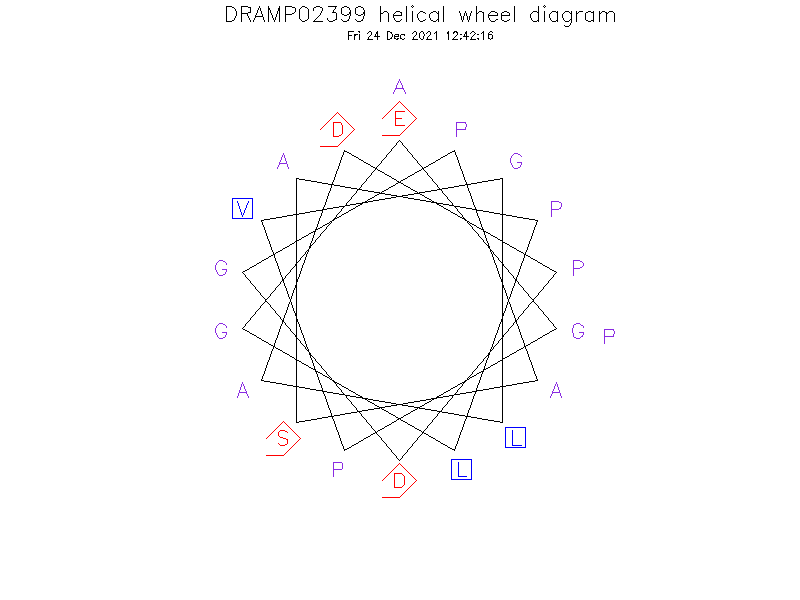 DRAMP02399 helical wheel diagram
Fri 24 Dec 2021 12:42:16
A
D E P
A G
V P
G P
G G P
A A
S L
P D L